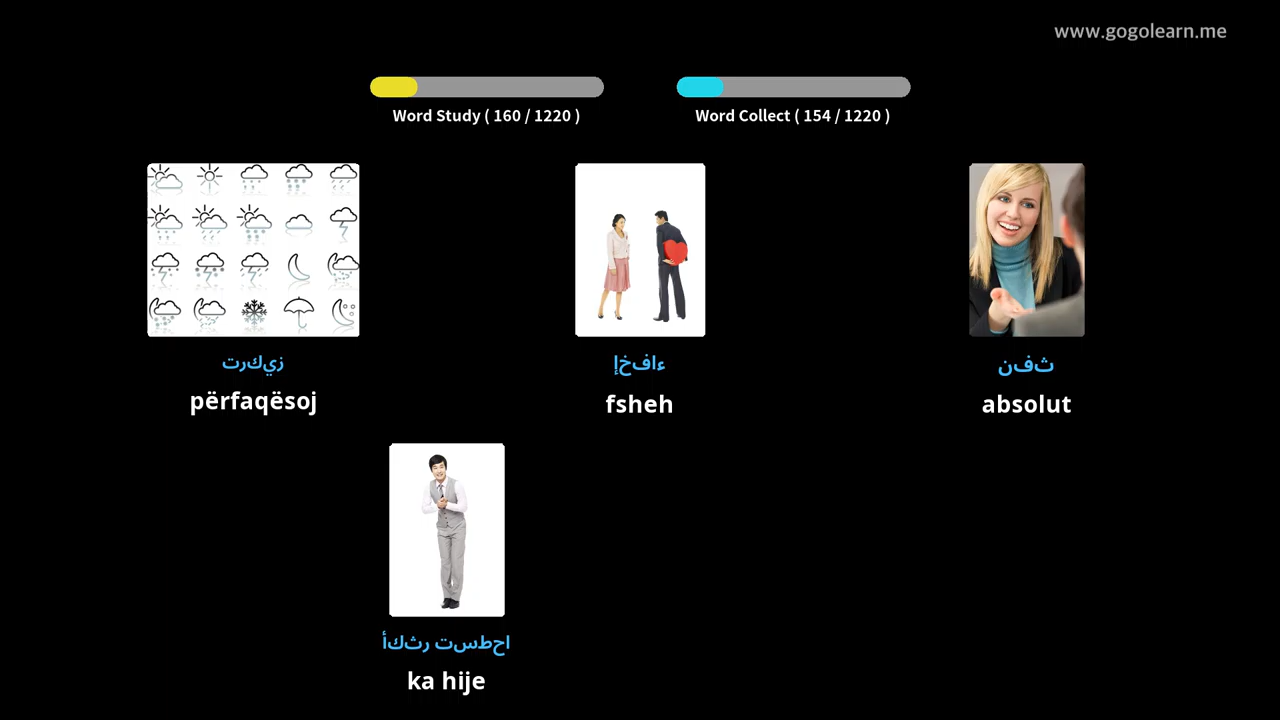 www.gogolearn.me
Word Study ( 160 / 1220 )
Word Collect ( 154 / 1220 )
زيكرت
përfaqësoj
ءافخإ
fsheh
ثفن
absolut
احطست رثكأ
ka hije